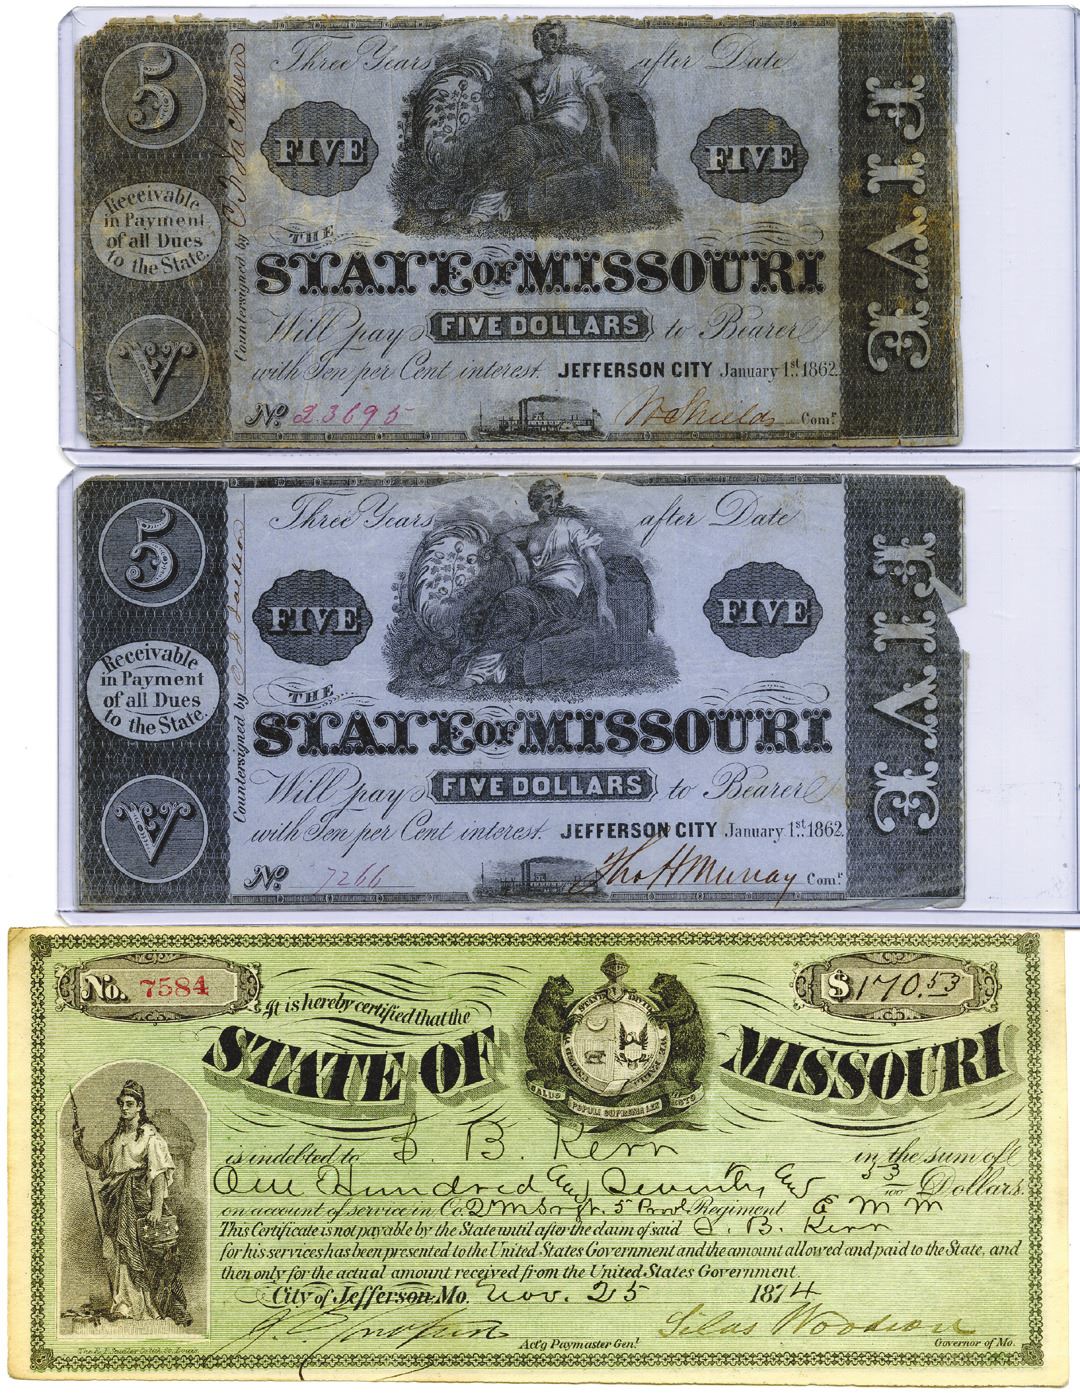 5
Three Years after Date
FIVE FIVE
FIVE
Receivable
in Payment
of all Dues
to the State.
Countersigned by
THE
STATE OF MISSOURI
Will pay FIVE DOLLARS to Bearer
with Ten per Cent interest. JEFFERSON CITY January 1st. 1862.
V
No 23695 W Shields Comr.
5
Three Years after Date
FIVE FIVE
FIVE
Receivable
in Payment
of all Dues
to the State.
Countersigned by
THE
STATE OF MISSOURI
Will pay FIVE DOLLARS to Bearer
with Ten per Cent interest. JEFFERSON CITY January 1st. 1862.
V
No 7266 Tho H Murray Comr.
No. 7584 $170.53
It is hereby certified that the
STATE OF MISSOURI
SALUS POPULI SUPREMA LEX ESTO
is indebted to B. Kerr in the sum of
One Hundred and Seventy and 53/100 Dollars.
on account of service in Co. 5 Regiment E M M
This Certificate is not payable by the State until after the claim of said B. Kerr
for his services has been presented to the United States Government and the amount allowed and paid to the State, and
then only for the actual amount received from the United States Government.
City of Jefferson, Mo. Nov. 25 1874
Silas Woodson
Act'g Paymaster Genl. Governor of Mo.